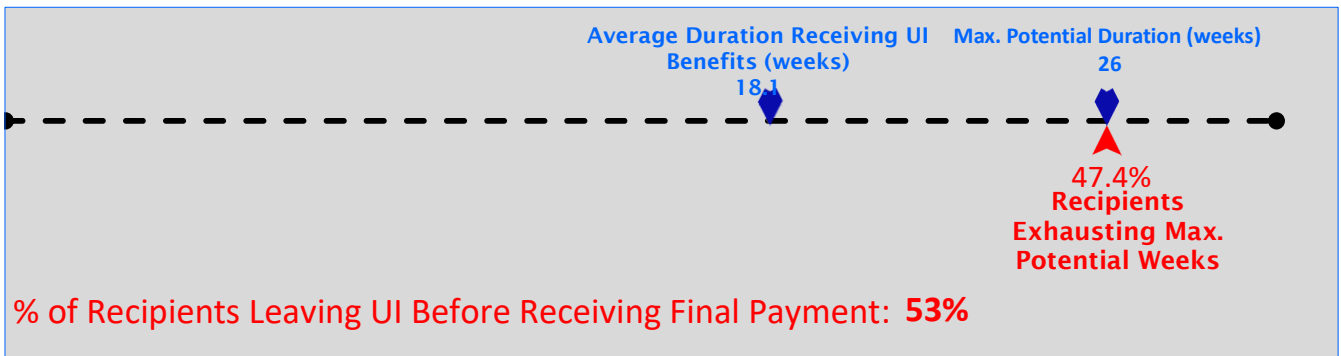 Average Duration Receiving UI
Benefits (weeks)
18.1
Max. Potential Duration (weeks)
26
47.4%
Recipients
Exhausting Max.
Potential Weeks
% of Recipients Leaving UI Before Receiving Final Payment: 53%